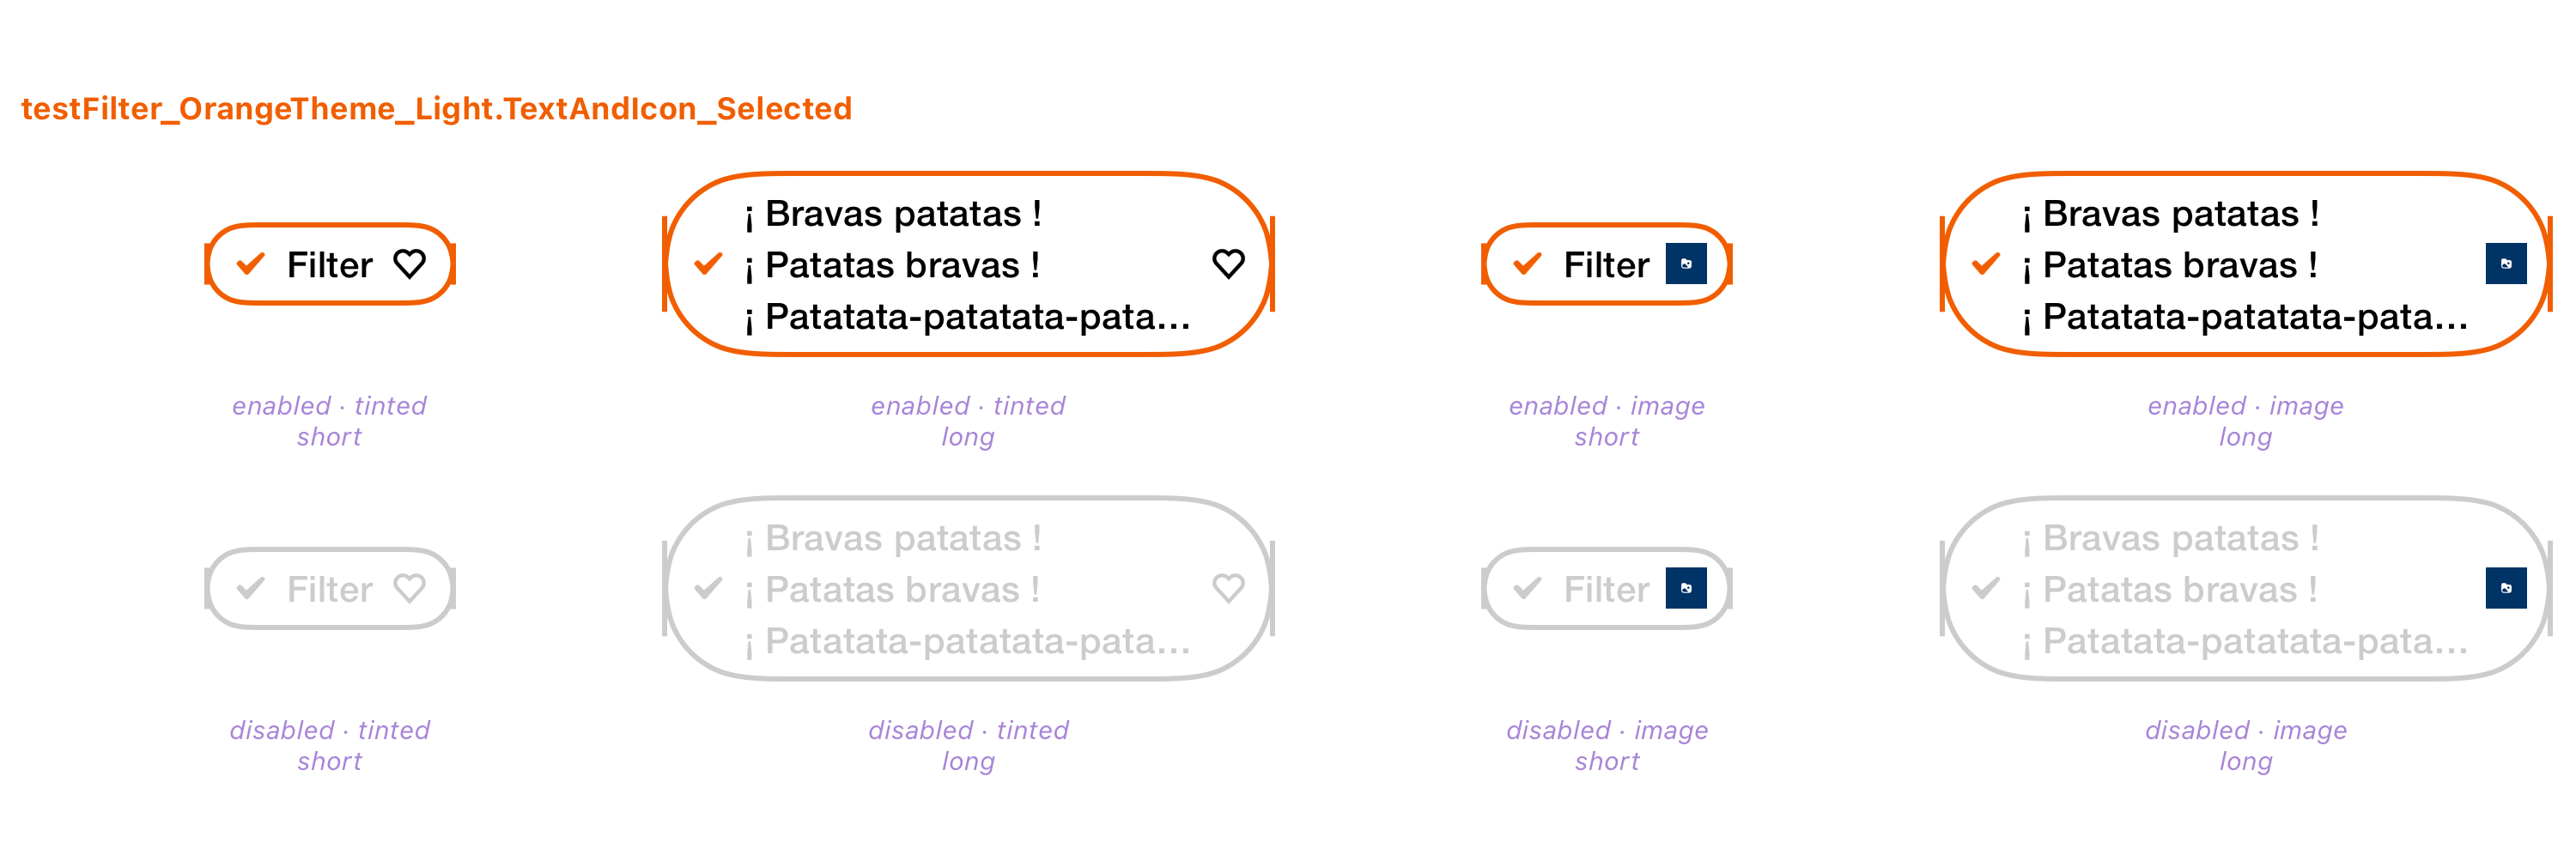 testFilter_OrangeTheme_Light.TextAndIcon_Selected
Filter
¡ Bravas patatas !
¡ Patatas bravas !
¡ Patatata-patatata-pata...
Filter
¡ Bravas patatas !
¡ Patatas bravas !
¡ Patatata-patatata-pata...
enabled · tinted
short
enabled · tinted
long
enabled · image
short
enabled · image
long
Filter
¡ Bravas patatas !
¡ Patatas bravas !
¡ Patatata-patatata-pata...
Filter
¡ Bravas patatas !
¡ Patatas bravas !
¡ Patatata-patatata-pata...
disabled · tinted
short
disabled · tinted
long
disabled · image
short
disabled · image
long